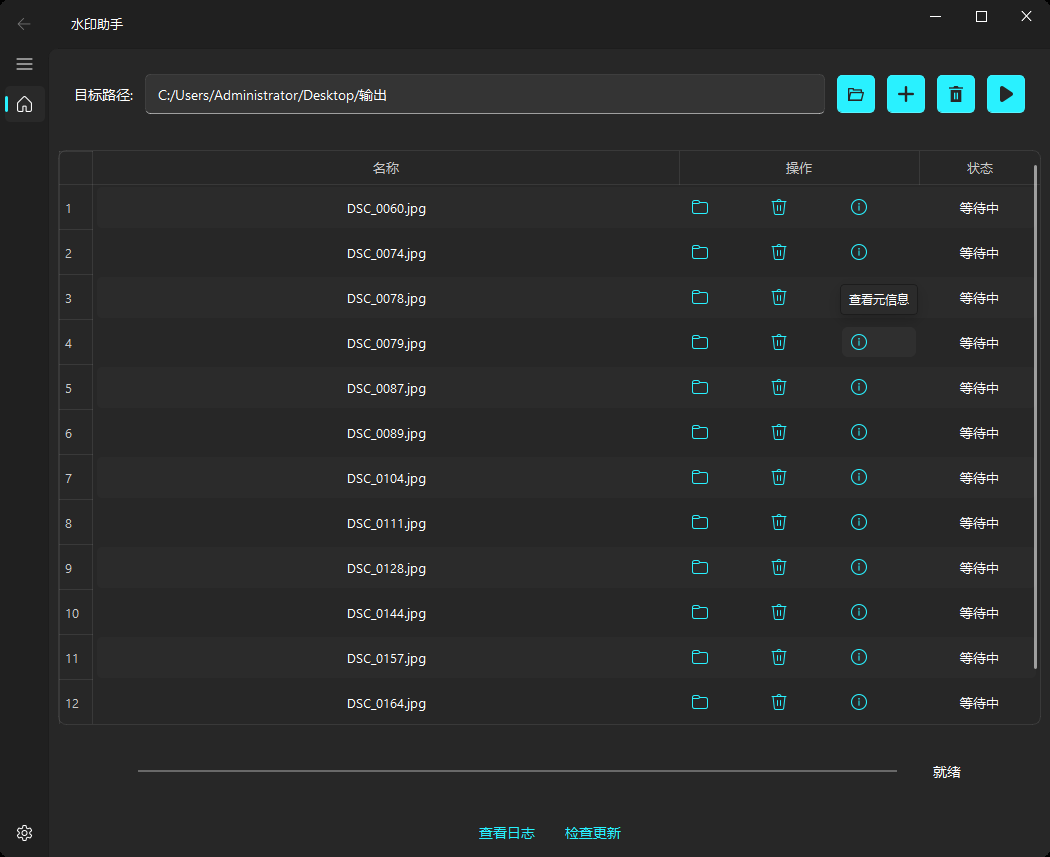 水印助手
目标路径: C:/Users/Administrator/Desktop/输出
名称 操作 状态
1 DSC_0060.jpg 等待中
2 DSC_0074.jpg 等待中
3 DSC_0078.jpg 查看元信息 等待中
4 DSC_0079.jpg 等待中
5 DSC_0087.jpg 等待中
6 DSC_0089.jpg 等待中
7 DSC_0104.jpg 等待中
8 DSC_0111.jpg 等待中
9 DSC_0128.jpg 等待中
10 DSC_0144.jpg 等待中
11 DSC_0157.jpg 等待中
12 DSC_0164.jpg 等待中
就绪
查看日志 检查更新